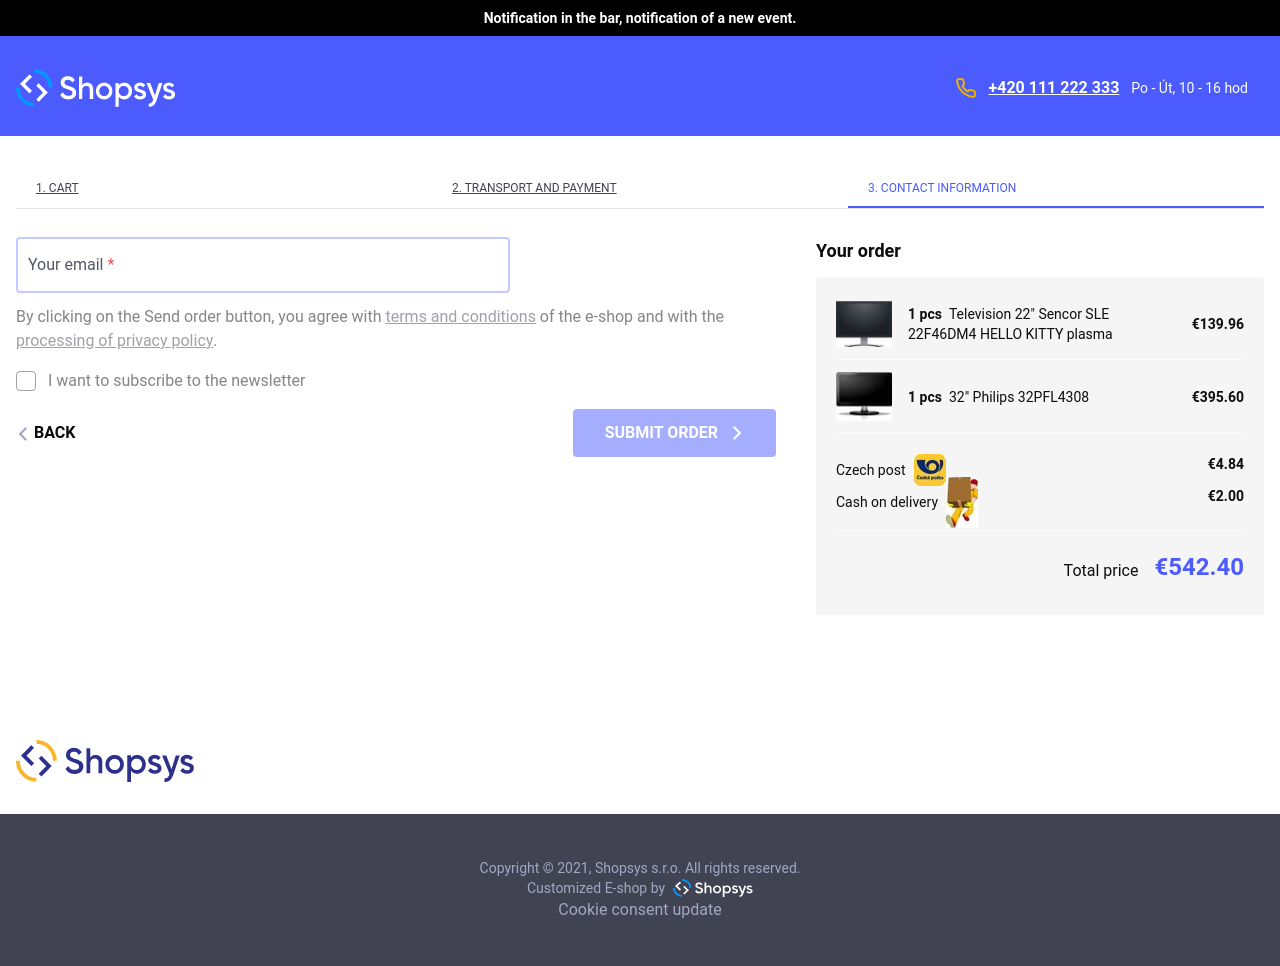 Notification in the bar, notification of a new event.
Shopsys
+420 111 222 333 Po - Út, 10 - 16 hod
1. CART
2. TRANSPORT AND PAYMENT
3. CONTACT INFORMATION
Your email *
By clicking on the Send order button, you agree with terms and conditions of the e-shop and with the
processing of privacy policy.
I want to subscribe to the newsletter
BACK
SUBMIT ORDER
Your order
1 pcs Television 22" Sencor SLE
22F46DM4 HELLO KITTY plasma
€139.96
1 pcs 32" Philips 32PFL4308
€395.60
Czech post
Česká pošta
€4.84
Cash on delivery
€2.00
Total price €542.40
Shopsys
Copyright © 2021, Shopsys s.r.o. All rights reserved.
Customized E-shop by Shopsys
Cookie consent update